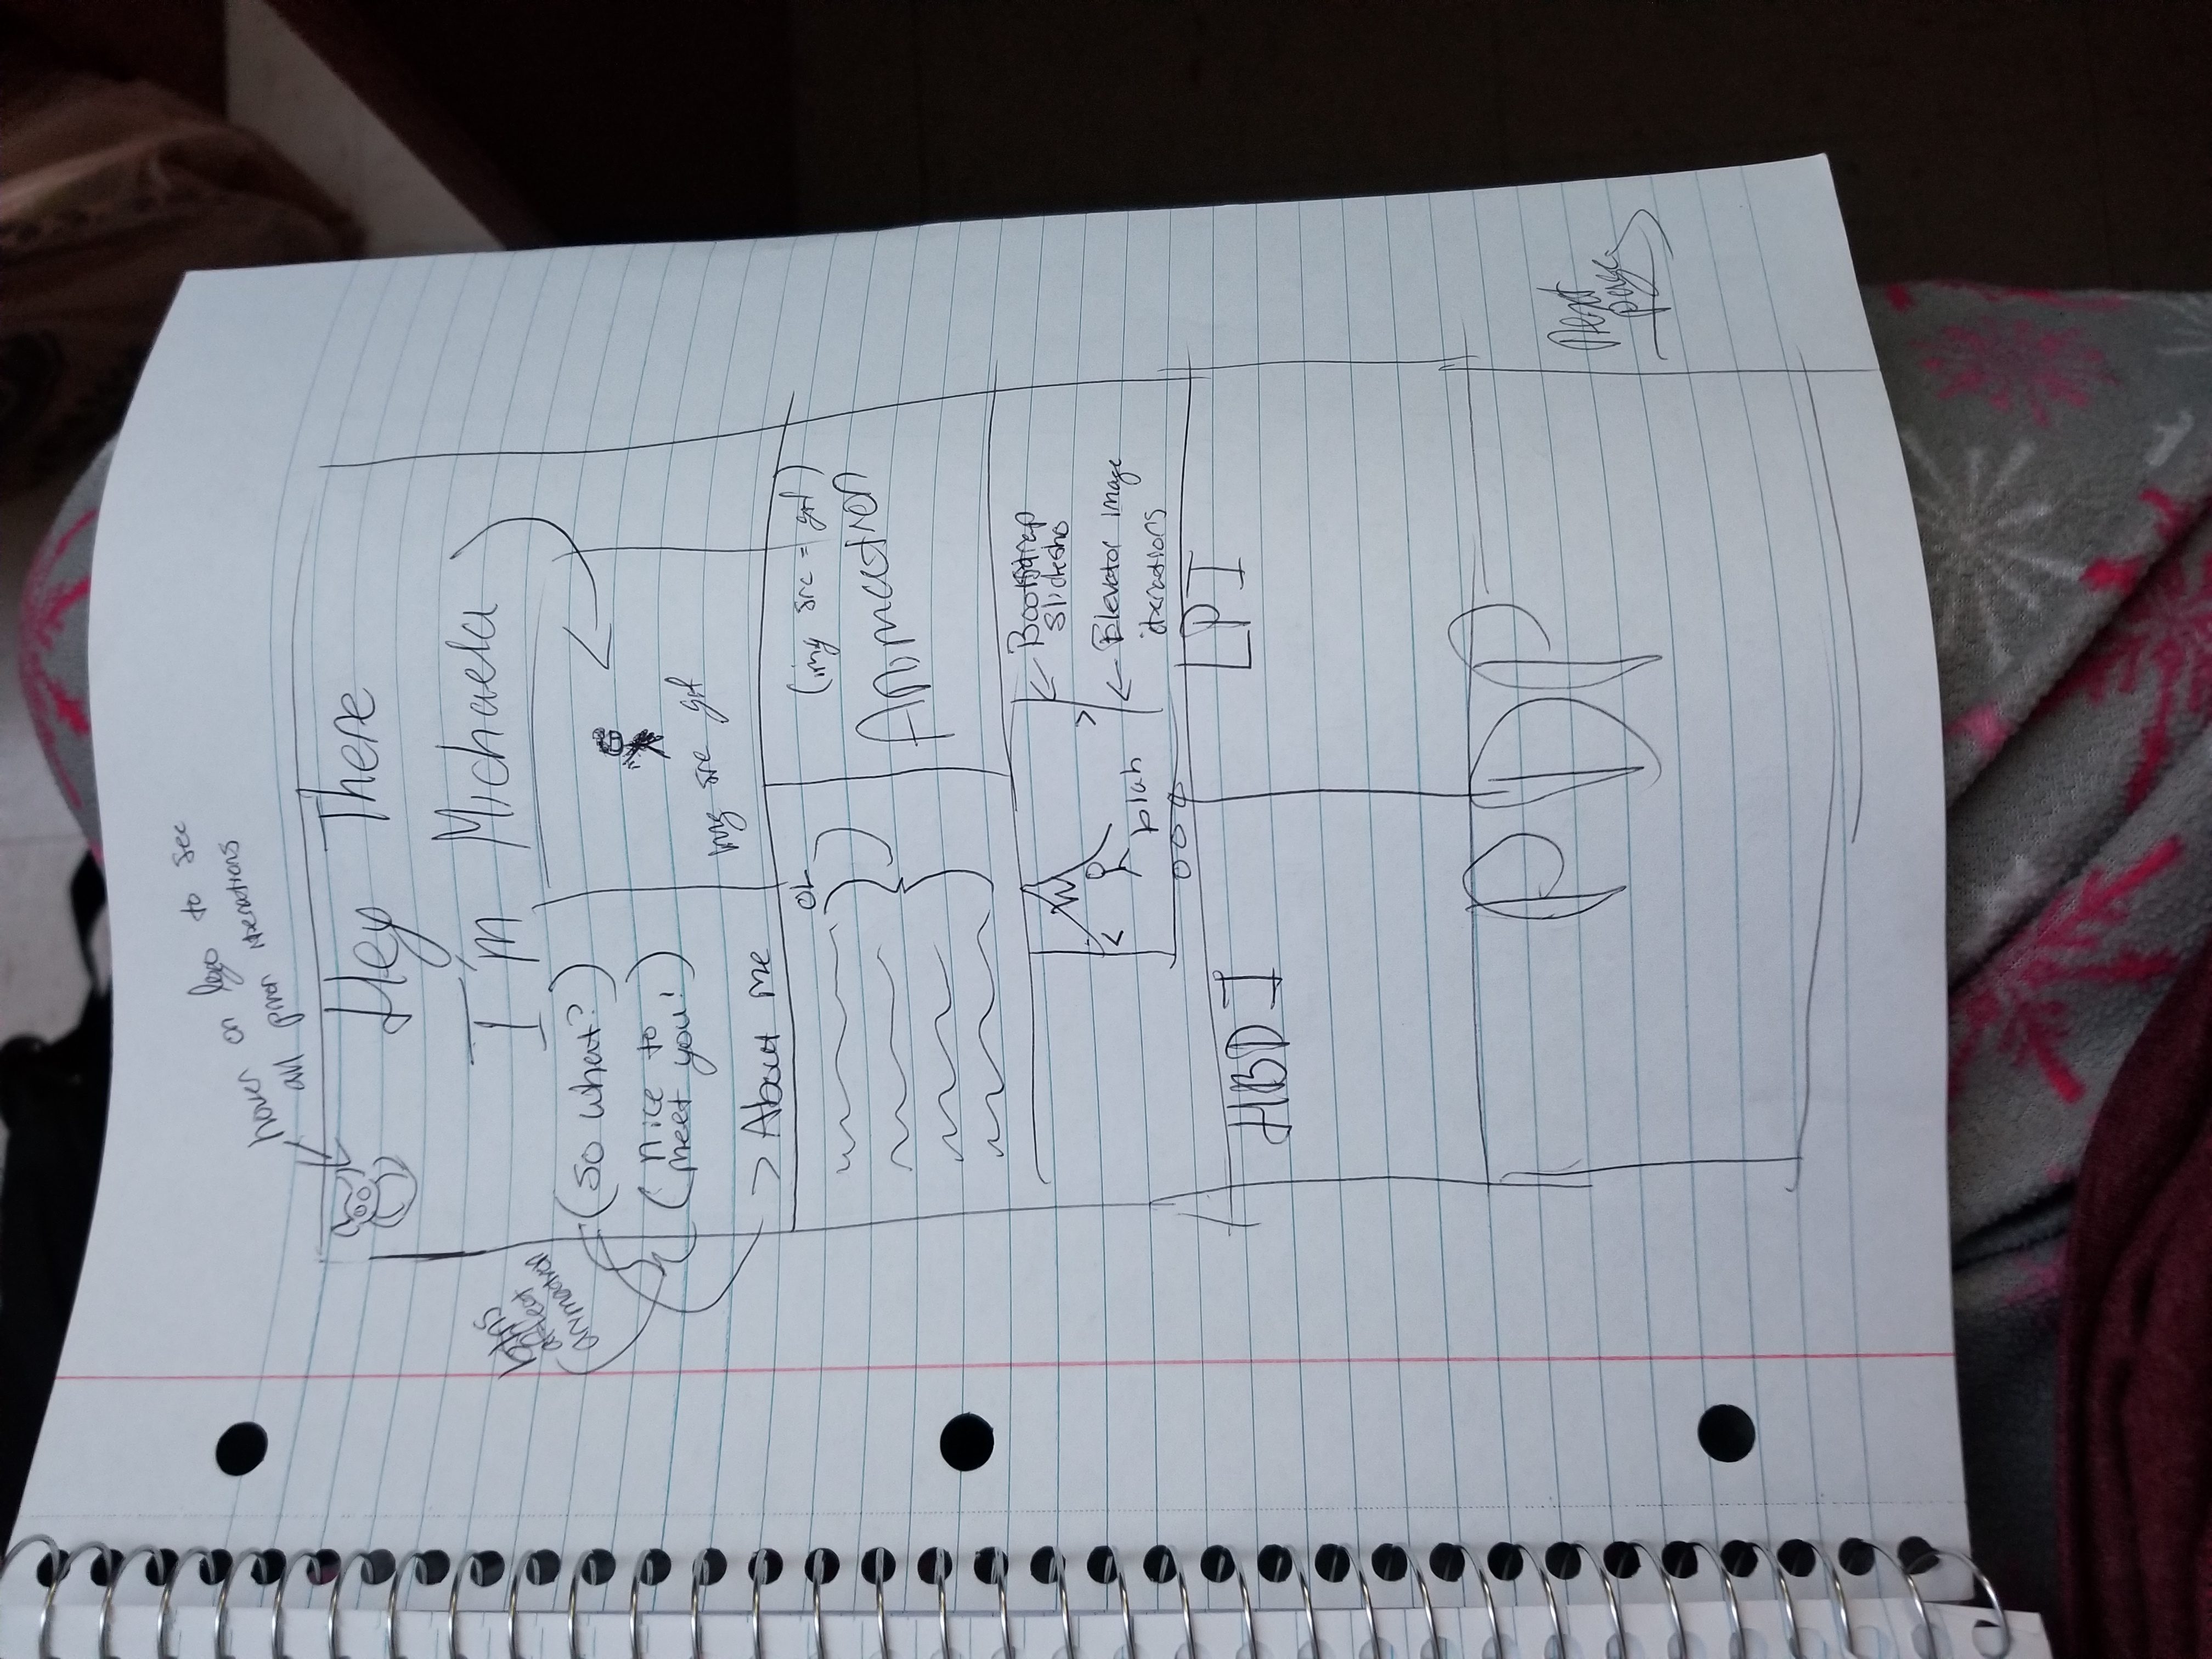 hover on logo to see
all prior iterations
Hey There
I'm Michaela
btns
affect
animation
(So what?)
(nice to
meet you!)
img src gif
> About me
OL
(img src = gif)
Animation
Bootstrap
Slidesho
<
>
Elevator image
iterations
blah
HBDI
LPI
PDP
Next
page